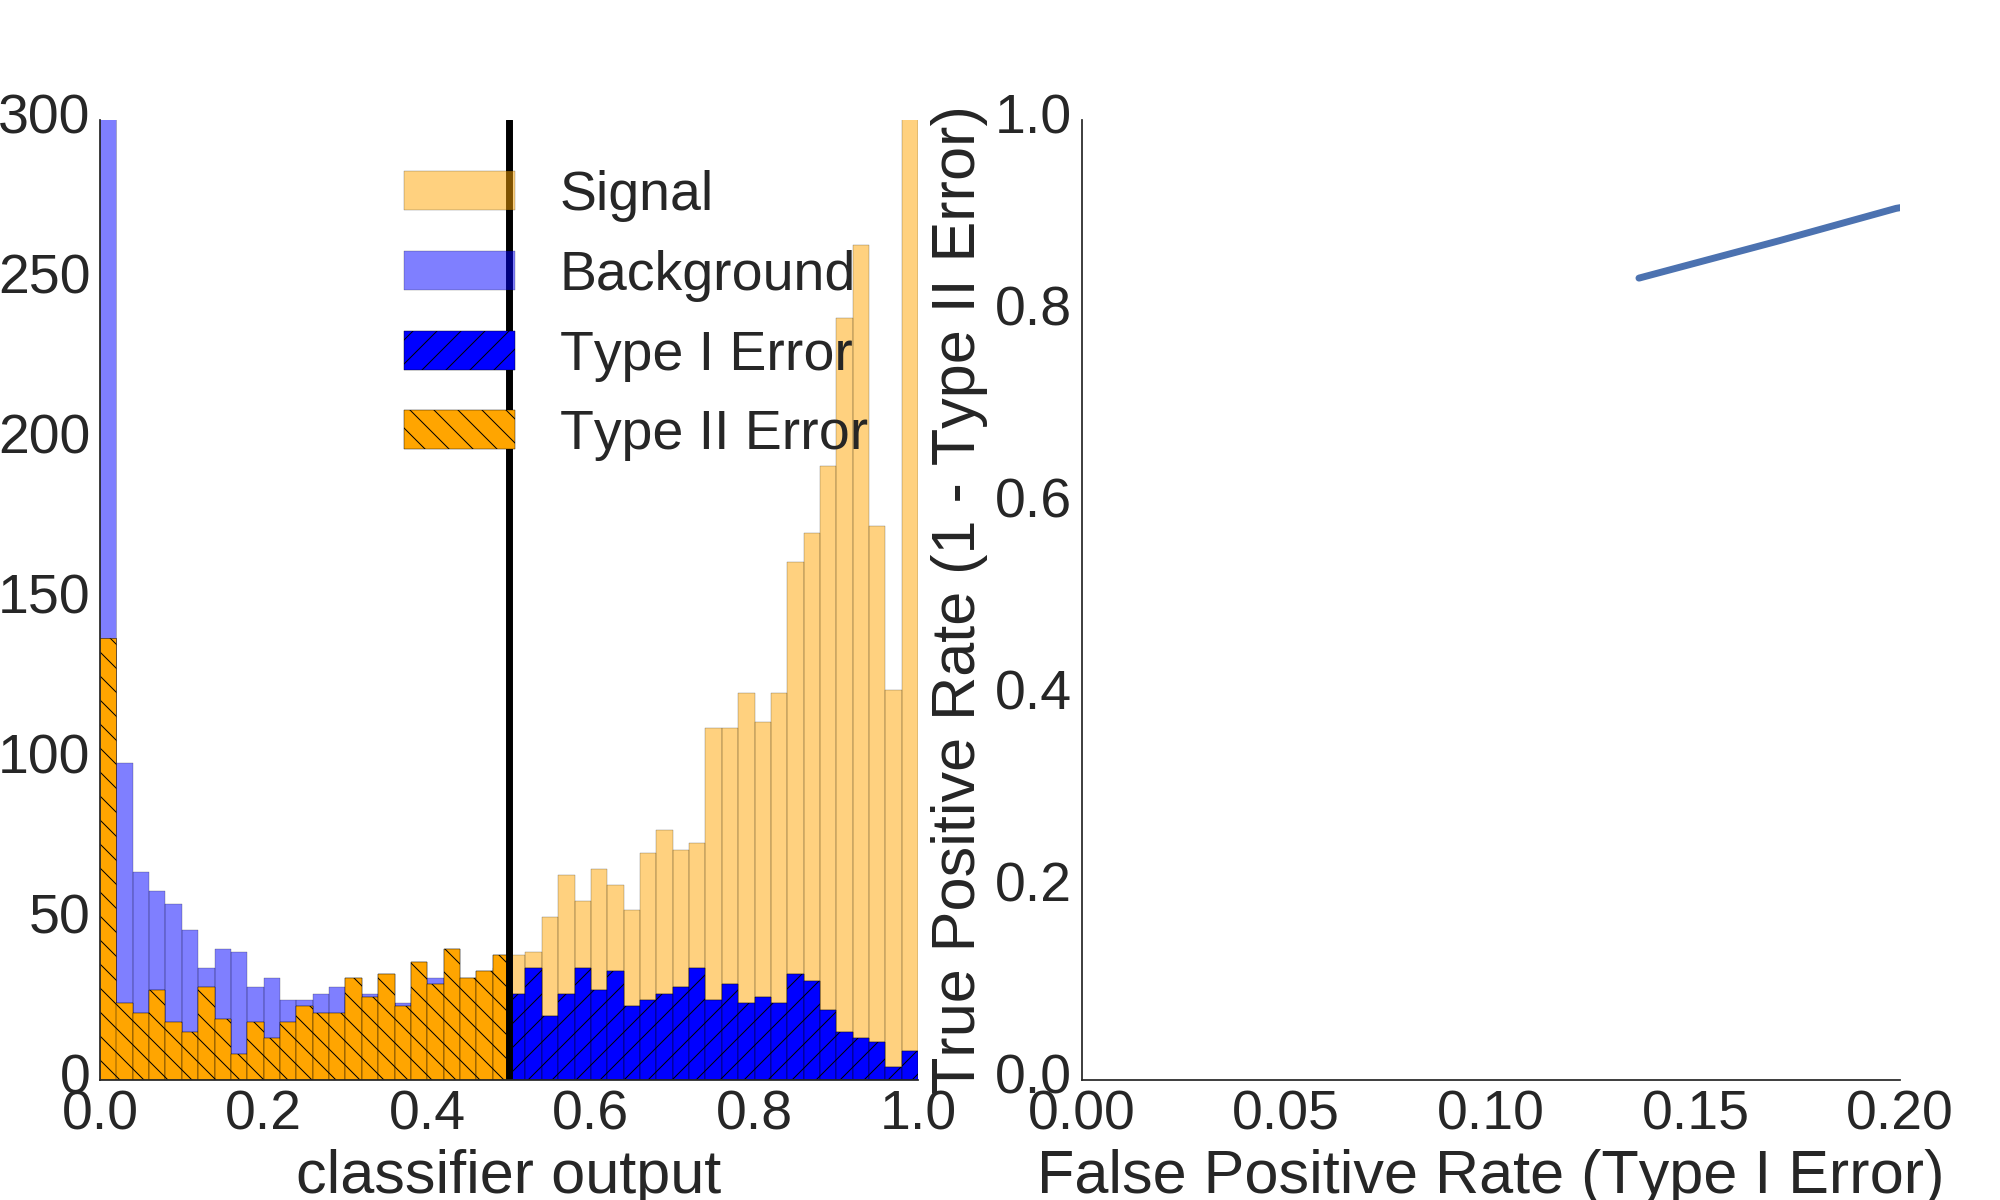 300
250
200
150
100
50
0
0.0 0.2 0.4 0.6 0.8 1.0
classifier output
Signal
Background
Type I Error
Type II Error
True Positive Rate (1 - Type II Error)
1.0
0.8
0.6
0.4
0.2
0.0
0.00 0.05 0.10 0.15 0.20
False Positive Rate (Type I Error)